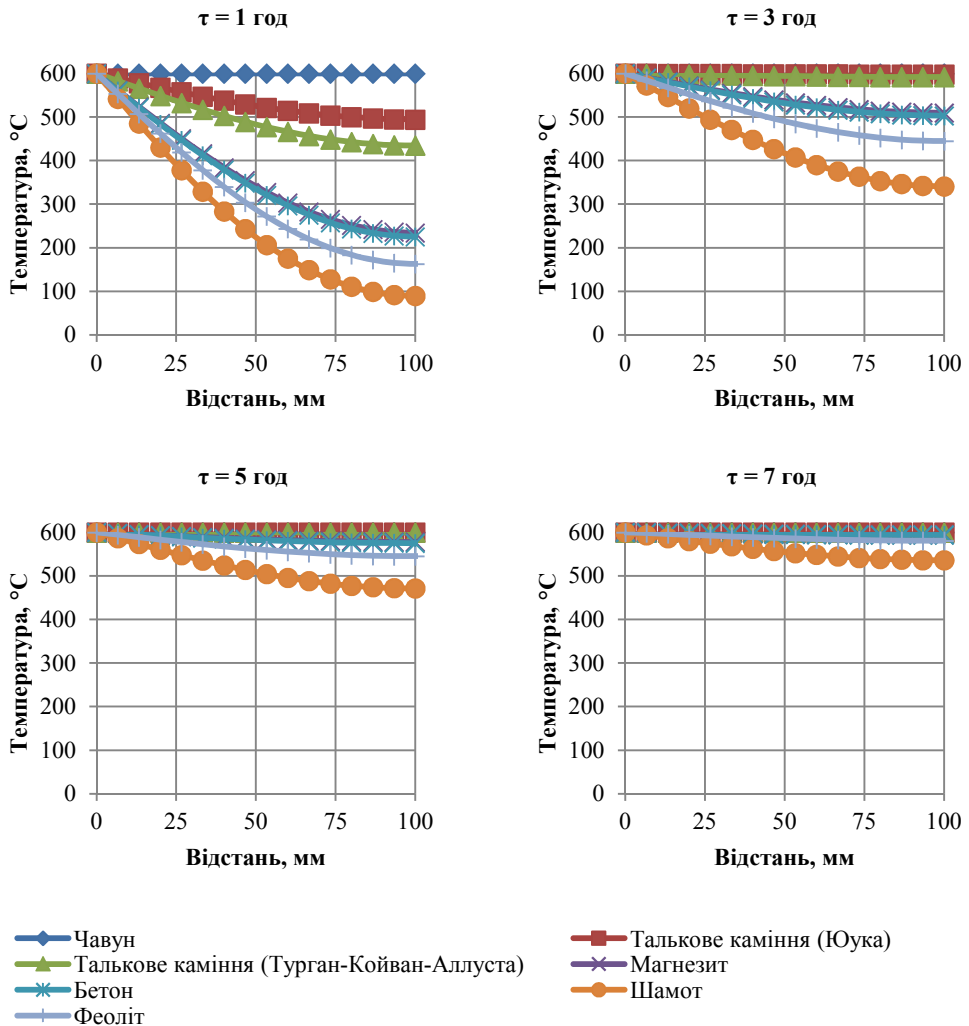 τ = 1 год
Температура, °C
600
500
400
300
200
100
0
0 25 50 75 100
Відстань, мм
τ = 3 год
Температура, °C
600
500
400
300
200
100
0
0 25 50 75 100
Відстань, мм
τ = 5 год
Температура, °C
600
500
400
300
200
100
0
0 25 50 75 100
Відстань, мм
τ = 7 год
Температура, °C
600
500
400
300
200
100
0
0 25 50 75 100
Відстань, мм
Чавун
Талькове каміння (Юука)
Талькове каміння (Турган-Койван-Аллуста)
Магнезит
Бетон
Шамот
Феоліт